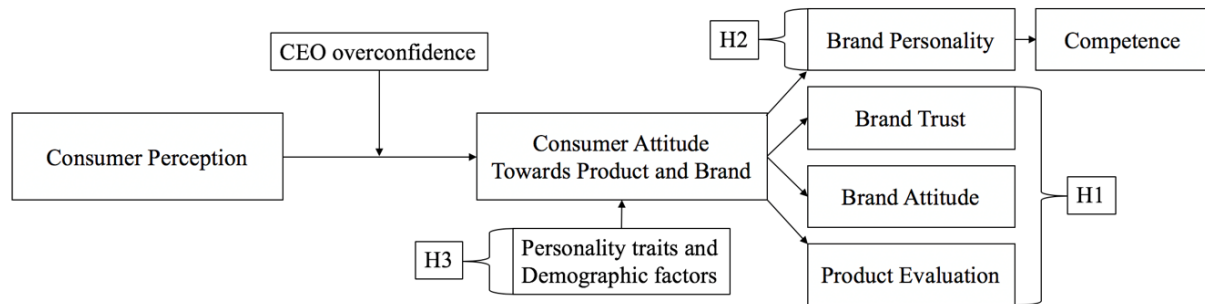 CEO overconfidence
H2
Brand Personality
Competence
Consumer Perception
Consumer Attitude
Towards Product and Brand
Brand Trust
Brand Attitude
H1
H3
Personality traits and
Demographic factors
Product Evaluation